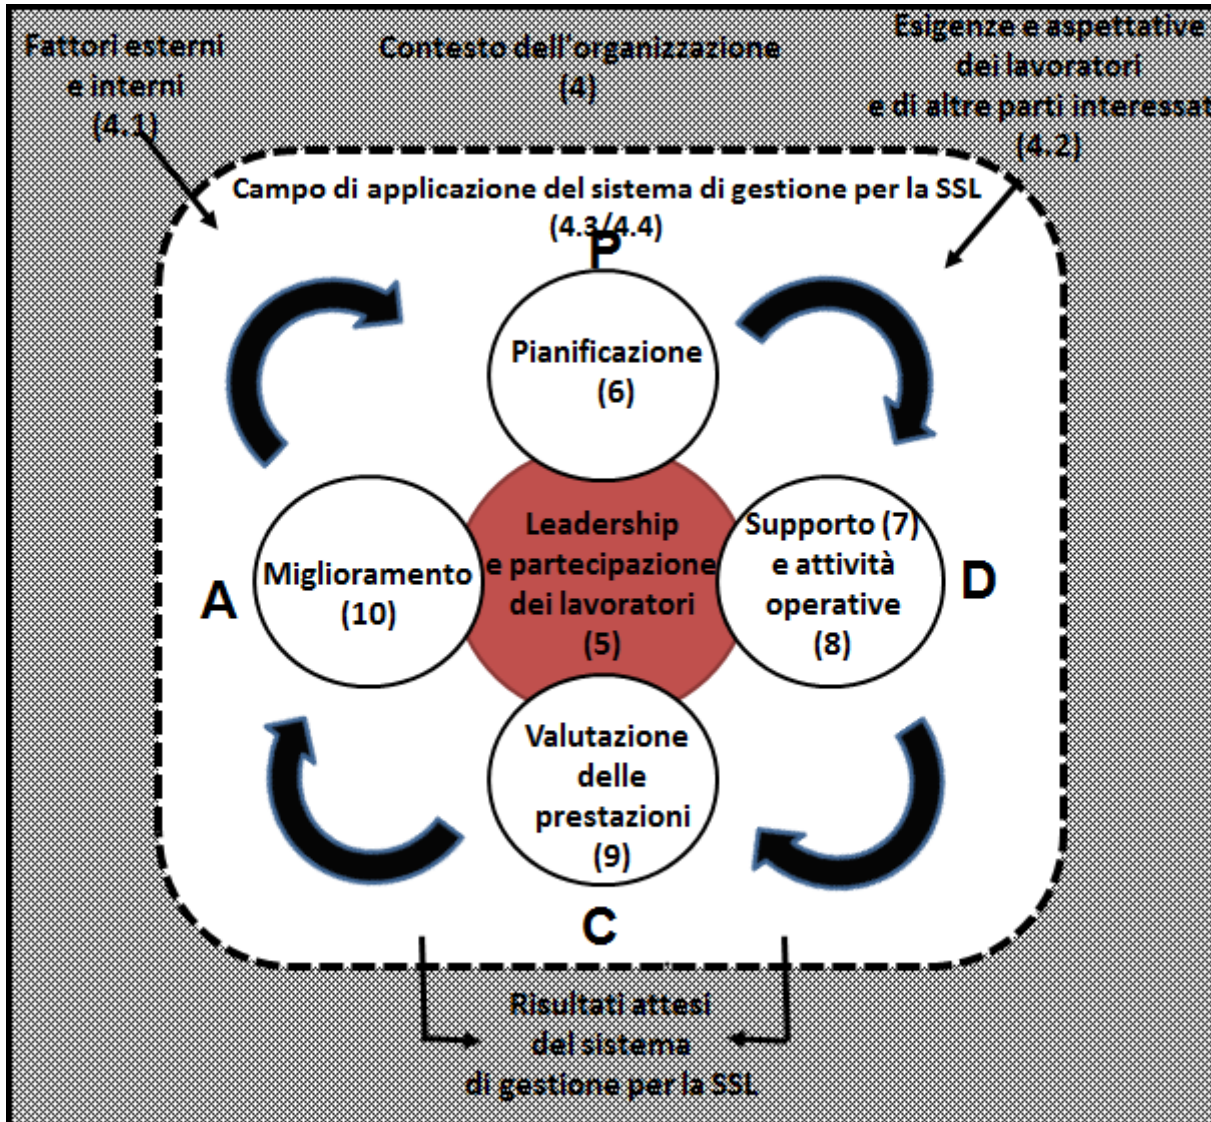 Fattori esterni
e interni
(4.1)
Contesto dell'organizzazione
(4)
Esigenze e aspettative
dei lavoratori
e di altre parti interessat
(4.2)
Campo di applicazione del sistema di gestione per la SSL
(4.3/4.4)
P
Pianificazione
(6)
Leadership
e partecipazione
dei lavoratori
(5)
Supporto (7)
e attività
operative
(8)
D
A
Miglioramento
(10)
Valutazione
delle
prestazioni
(9)
C
Risultati attesi
del sistema
di gestione per la SSL